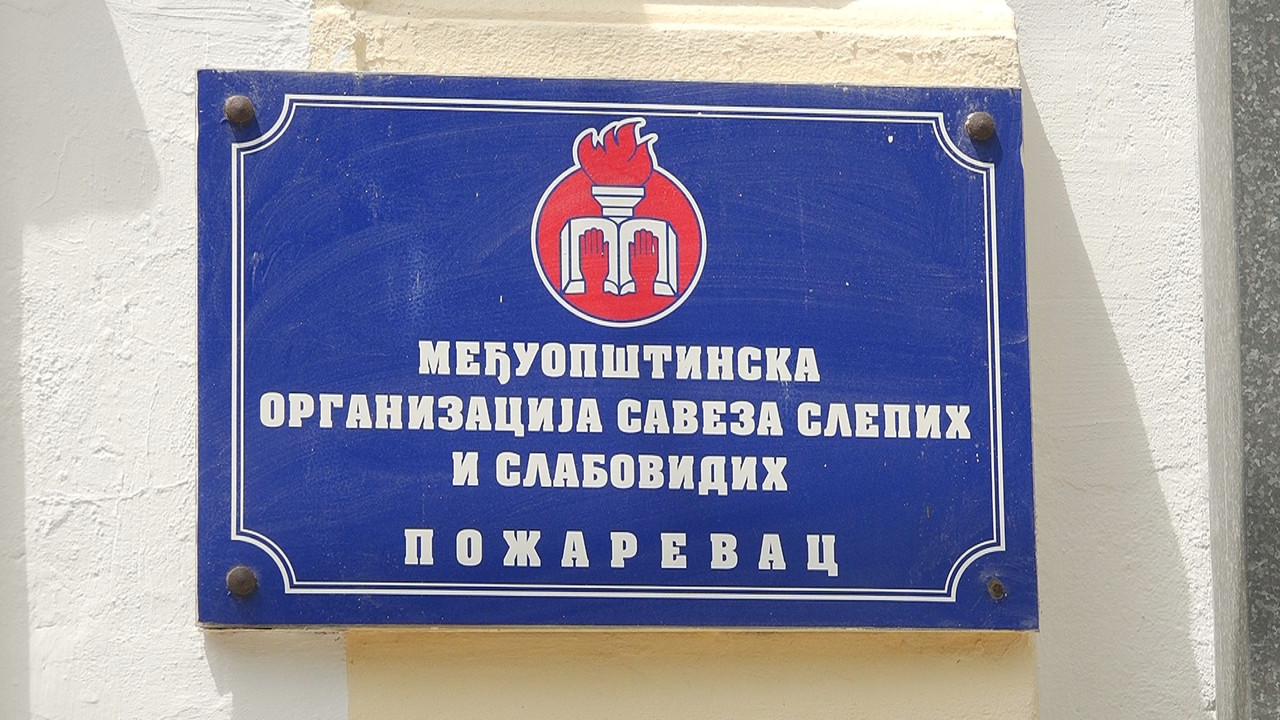 МЕЂУОПШТИНСКА
ОРГАНИЗАЦИЈА САВЕЗА СЛЕПИХ
И СЛАБОВИДИХ
ПОЖАРЕВАЦ